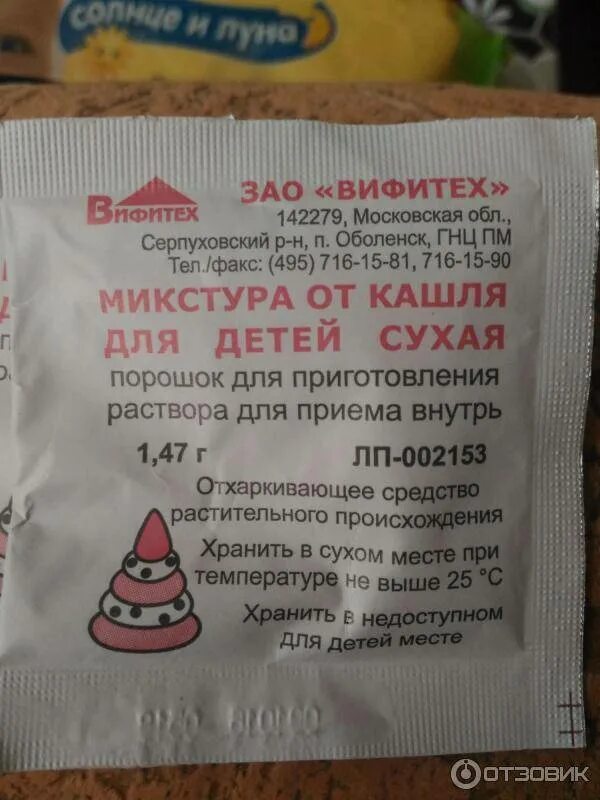 солнце и луна
ВИФИТЕХ
ЗАО «ВИФИТЕХ»
142279, Московская обл.,
Серпуховский р-н, п. Оболенск, ГНЦ ПМ
Тел./факс: (495) 716-15-81, 716-15-90
МИКСТУРА ОТ КАШЛЯ
ДЛЯ ДЕТЕЙ СУХАЯ
порошок для приготовления
раствора для приема внутрь
1,47 г ЛП-002153
Отхаркивающее средство
растительного происхождения
Хранить в сухом месте при
температуре не выше 25 °С
Хранить в недоступном
для детей месте
ОТЗОВИК